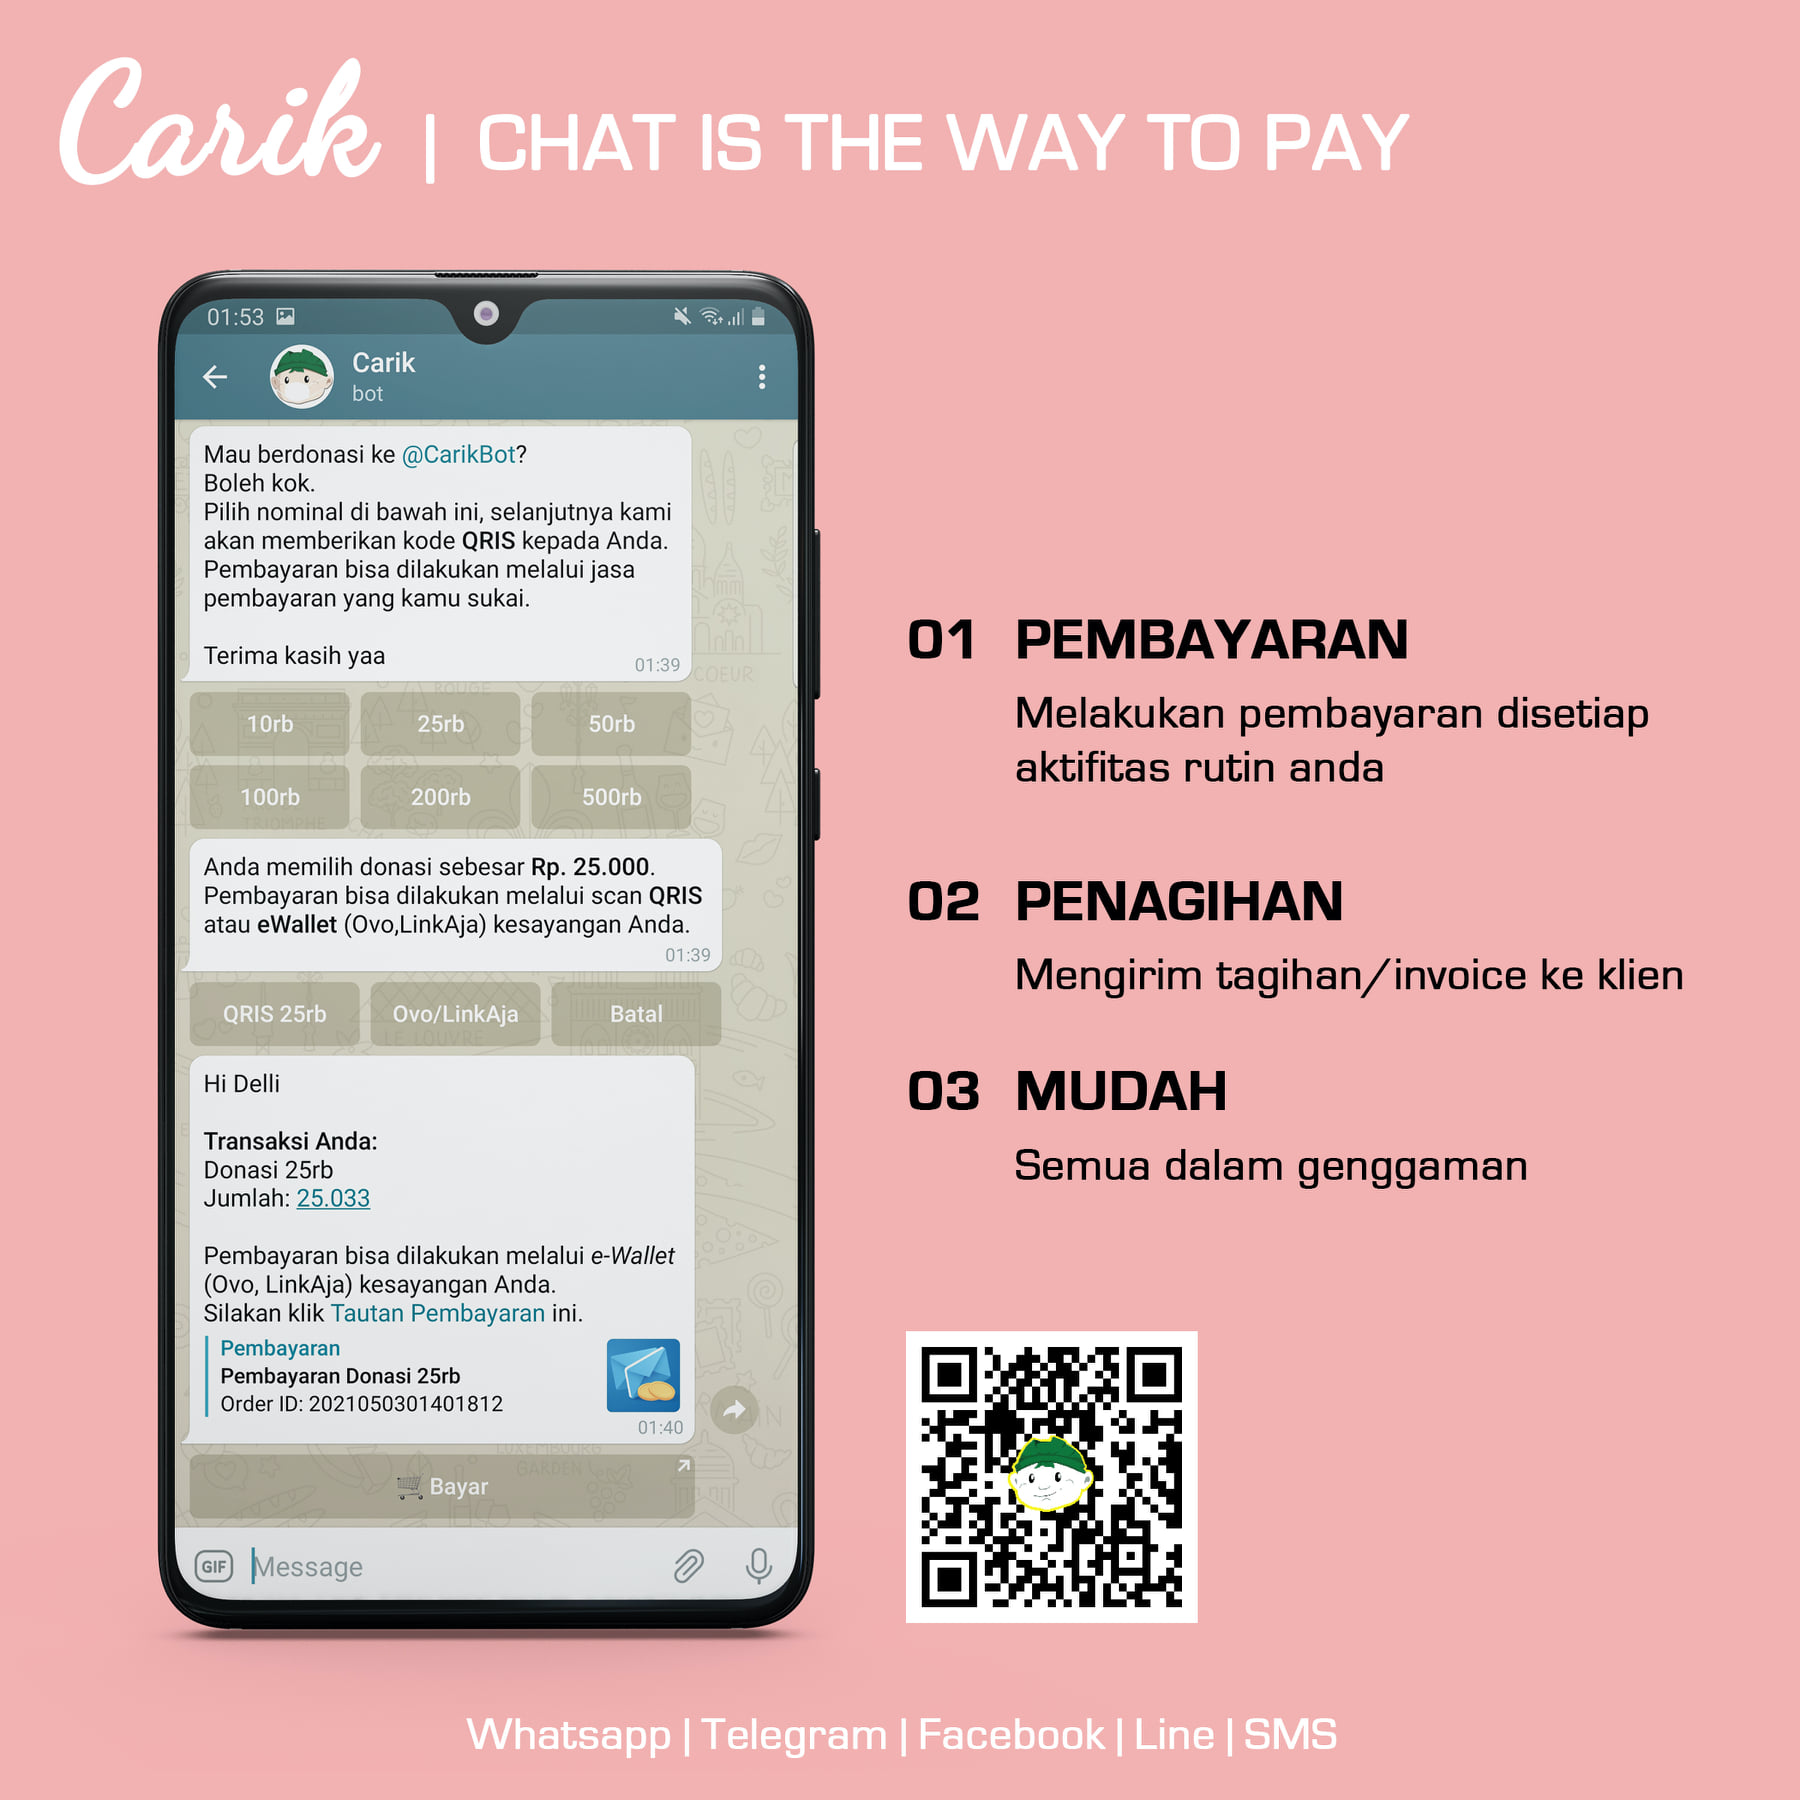 Carik | CHAT IS THE WAY TO PAY
01:53
Carik
bot
Mau berdonasi ke @CarikBot?
Boleh kok.
Pilih nominal di bawah ini, selanjutnya kami
akan memberikan kode QRIS kepada Anda.
Pembayaran bisa dilakukan melalui jasa
pembayaran yang kamu sukai.
Terima kasih yaa
01:39
COEUR
ROUGE
10rb 25rb 50rb
100rb 200rb 500rb
TRIOMPHE
Anda memilih donasi sebesar Rp. 25.000.
Pembayaran bisa dilakukan melalui scan QRIS
atau eWallet (Ovo,LinkAja) kesayangan Anda.
01:39
QRIS 25rb Ovo/LinkAja Batal
LE LOUVRE
Hi Delli
Transaksi Anda:
Donasi 25rb
Jumlah: 25.033
Pembayaran bisa dilakukan melalui e-Wallet
(Ovo, LinkAja) kesayangan Anda.
Silakan klik Tautan Pembayaran ini.
Pembayaran
Pembayaran Donasi 25rb
Order ID: 2021050301401812
01:40
LUXEMBOURG
GARDEN
Bayar
GIF Message
01 PEMBAYARAN
Melakukan pembayaran disetiap
aktifitas rutin anda
02 PENAGIHAN
Mengirim tagihan/invoice ke klien
03 MUDAH
Semua dalam genggaman
Whatsapp | Telegram | Facebook | Line | SMS